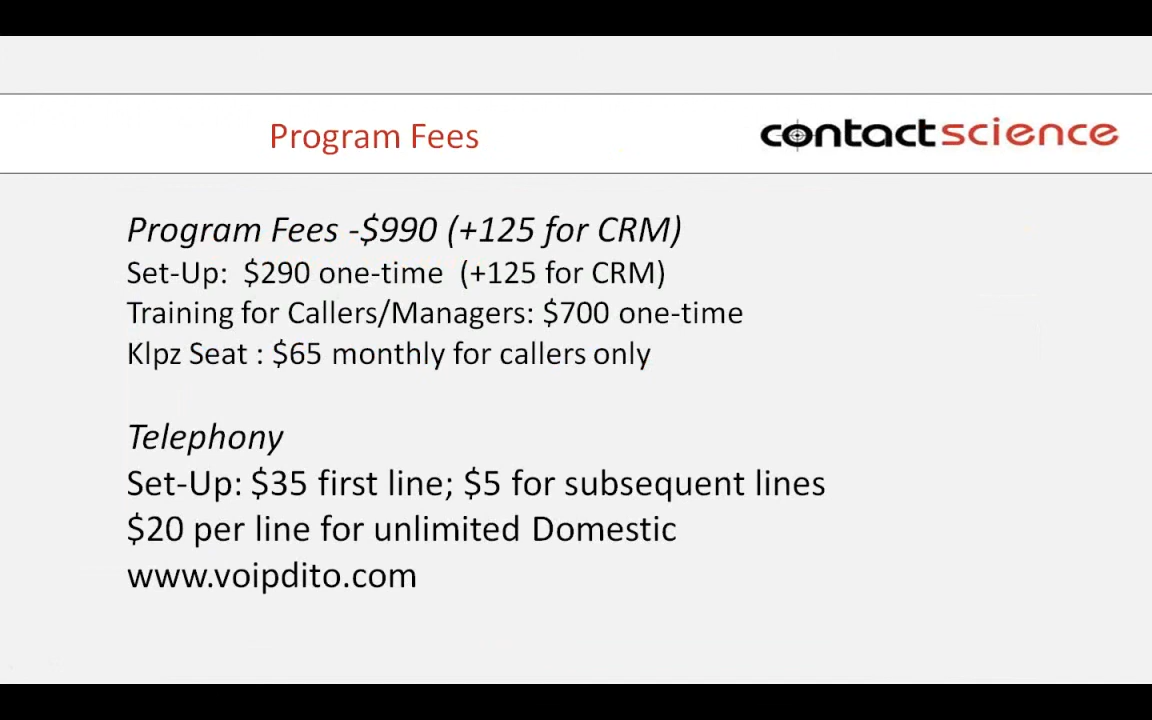 Program Fees
contactscience
Program Fees -$990 (+125 for CRM)
Set-Up:  $290 one-time  (+125 for CRM)
Training for Callers/Managers: $700 one-time
Klpz Seat : $65 monthly for callers only
Telephony
Set-Up: $35 first line; $5 for subsequent lines
$20 per line for unlimited Domestic
www.voipdito.com